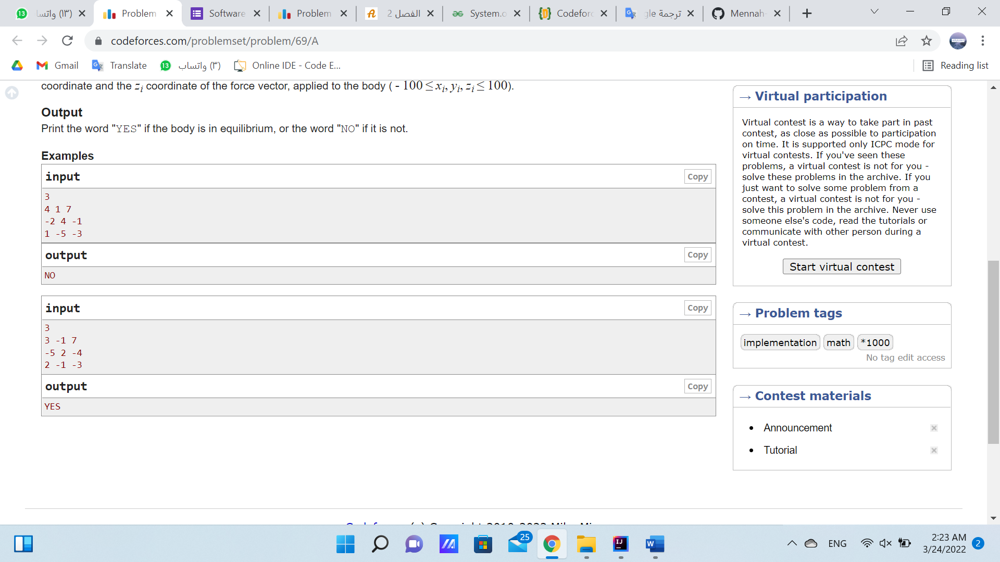 13 (٣) واتسا
Problem
Software
Problem
الفصل 2
System.o
Codeforc
ترجمة gle
Mennah-
codeforces.com/problemset/problem/69/A
Gmail
Translate
13 (٣) واتساب
Online IDE - Code E...
Reading list
coordinate and the zi coordinate of the force vector, applied to the body ( - 100 ≤ xi, yi, zi ≤ 100).
Output
Print the word "YES" if the body is in equilibrium, or the word "NO" if it is not.
Examples
input
Copy
3
4 1 7
-2 4 -1
1 -5 -3
output
Copy
NO
input
Copy
3
3 -1 7
-5 2 -4
2 -1 -3
output
Copy
YES
→ Virtual participation
Virtual contest is a way to take part in past
contest, as close as possible to participation
on time. It is supported only ICPC mode for
virtual contests. If you've seen these
problems, a virtual contest is not for you -
solve these problems in the archive. If you
just want to solve some problem from a
contest, a virtual contest is not for you -
solve this problem in the archive. Never use
someone else's code, read the tutorials or
communicate with other person during a
virtual contest.
Start virtual contest
→ Problem tags
implementation math *1000
No tag edit access
→ Contest materials
Announcement
Tutorial
25
IJ
W
ENG
2:23 AM
3/24/2022
2